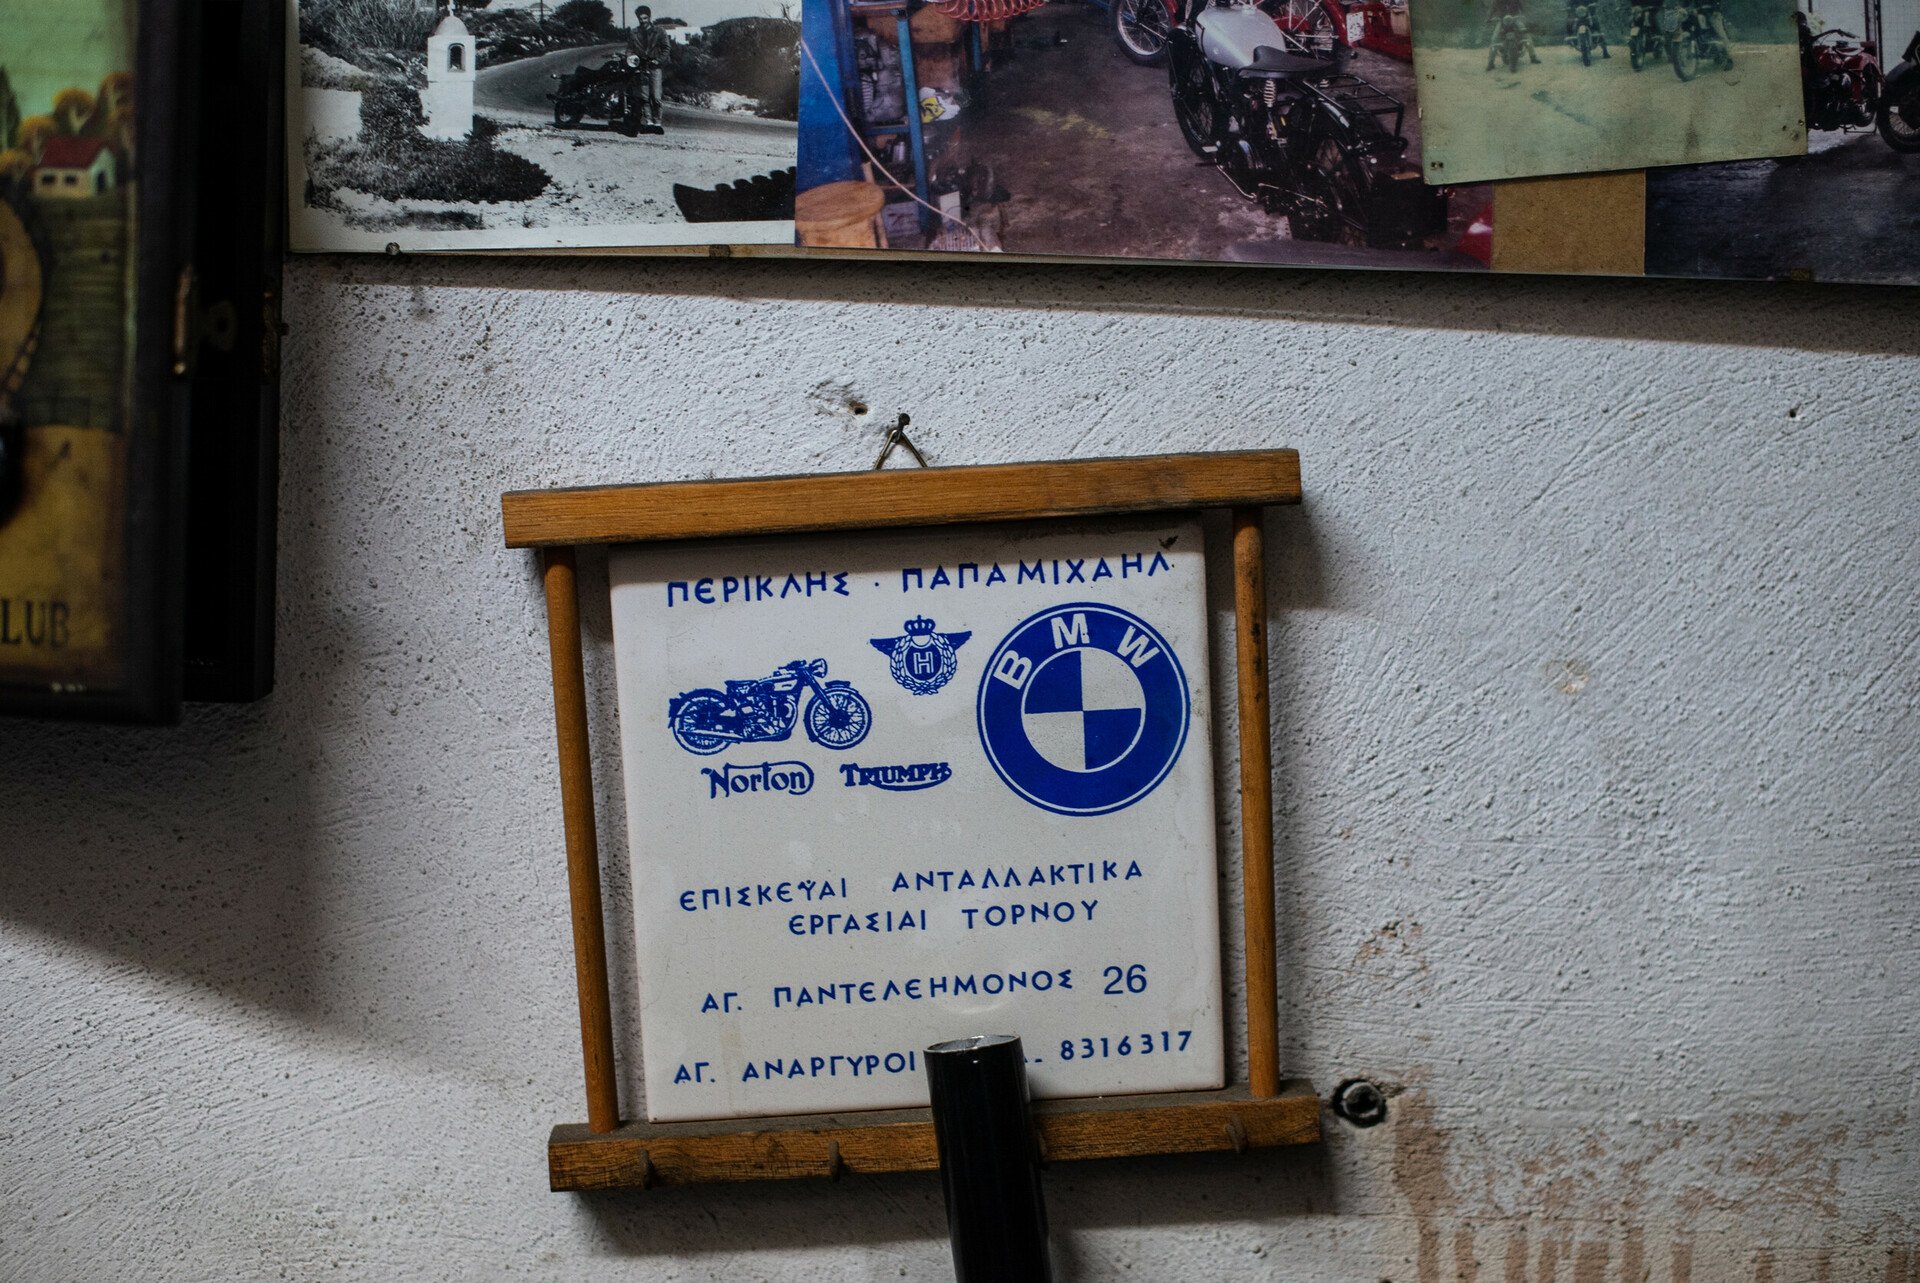 LUB
ΠΕΡΙΚΛΗΣ · ΠΑΠΑΜΙΧΑΗΛ
H
BMW
Norton TRIUMPH
ΕΠΙΣΚΕΨΑΙ ΑΝΤΑΛΛΑΚΤΙΚΑ
ΕΡΓΑΣΙΑΙ ΤΟΡΝΟΥ
ΑΓ. ΠΑΝΤΕΛΕΗΜΟΝΟΣ 26
ΑΓ. ΑΝΑΡΓΥΡΟΙ 8316317